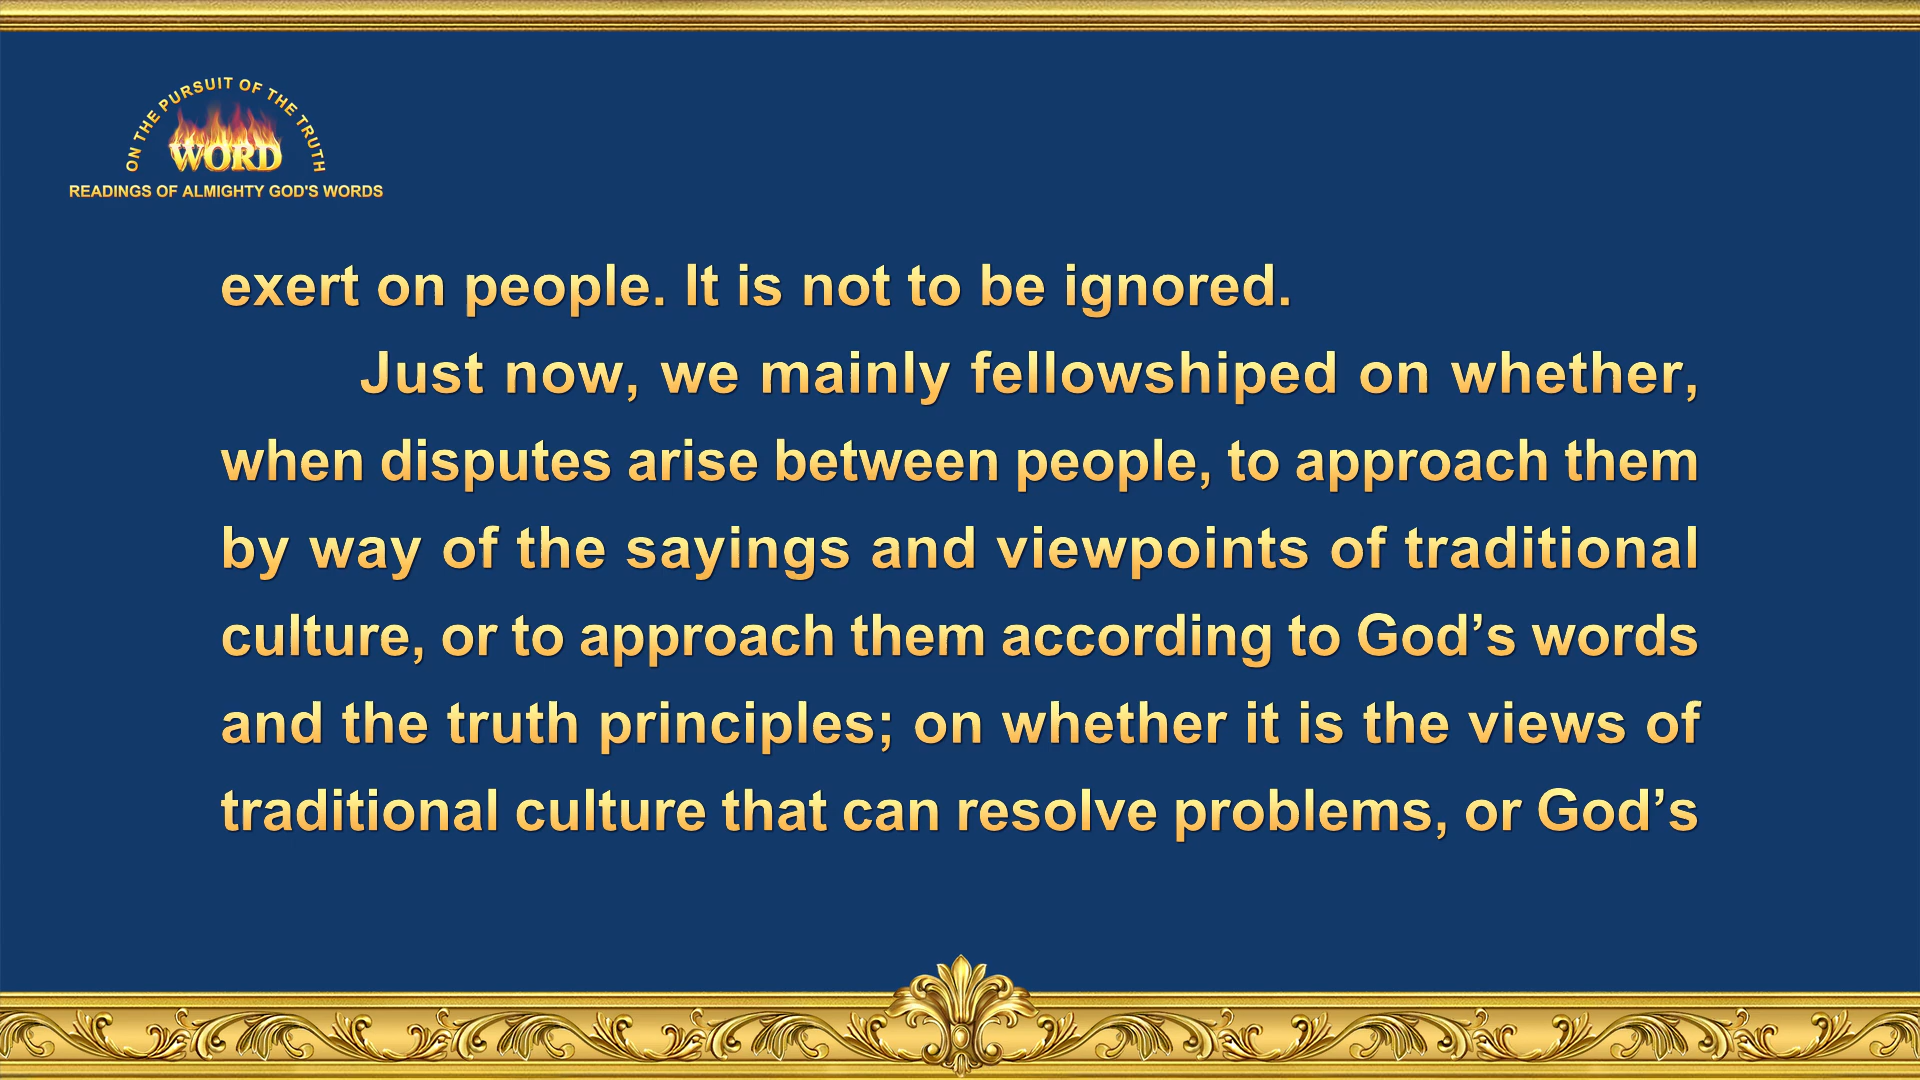 ON THE PURSUIT OF THE TRUTH
WORD
READINGS OF ALMIGHTY GOD'S WORDS
exert on people. It is not to be ignored.
Just now, we mainly fellowshiped on whether,
when disputes arise between people, to approach them
by way of the sayings and viewpoints of traditional
culture, or to approach them according to God’s words
and the truth principles; on whether it is the views of
traditional culture that can resolve problems, or God’s